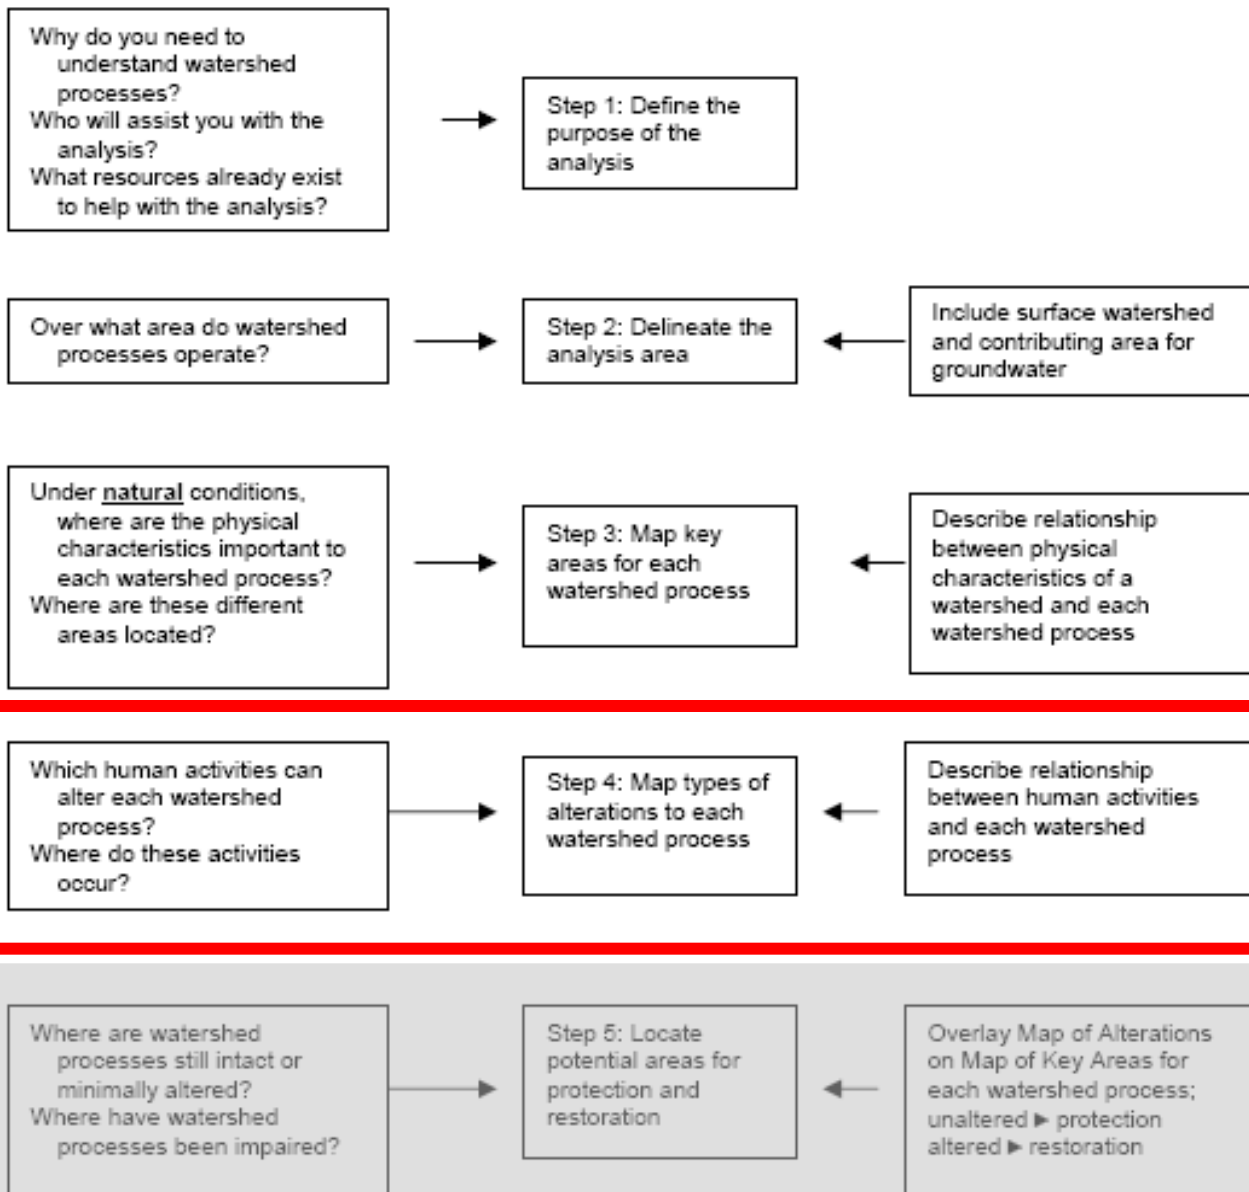 Why do you need to
understand watershed
processes?
Who will assist you with the
analysis?
What resources already exist
to help with the analysis?
Step 1: Define the
purpose of the
analysis
Over what area do watershed
processes operate?
Step 2: Delineate the
analysis area
Include surface watershed
and contributing area for
groundwater
Under natural conditions,
where are the physical
characteristics important to
each watershed process?
Where are these different
areas located?
Step 3: Map key
areas for each
watershed process
Describe relationship
between physical
characteristics of a
watershed and each
watershed process
Which human activities can
alter each watershed
process?
Where do these activities
occur?
Step 4: Map types of
alterations to each
watershed process
Describe relationship
between human activities
and each watershed
process
Where are watershed
processes still intact or
minimally altered?
Where have watershed
processes been impaired?
Step 5: Locate
potential areas for
protection and
restoration
Overlay Map of Alterations
on Map of Key Areas for
each watershed process;
unaltered ► protection
altered ► restoration